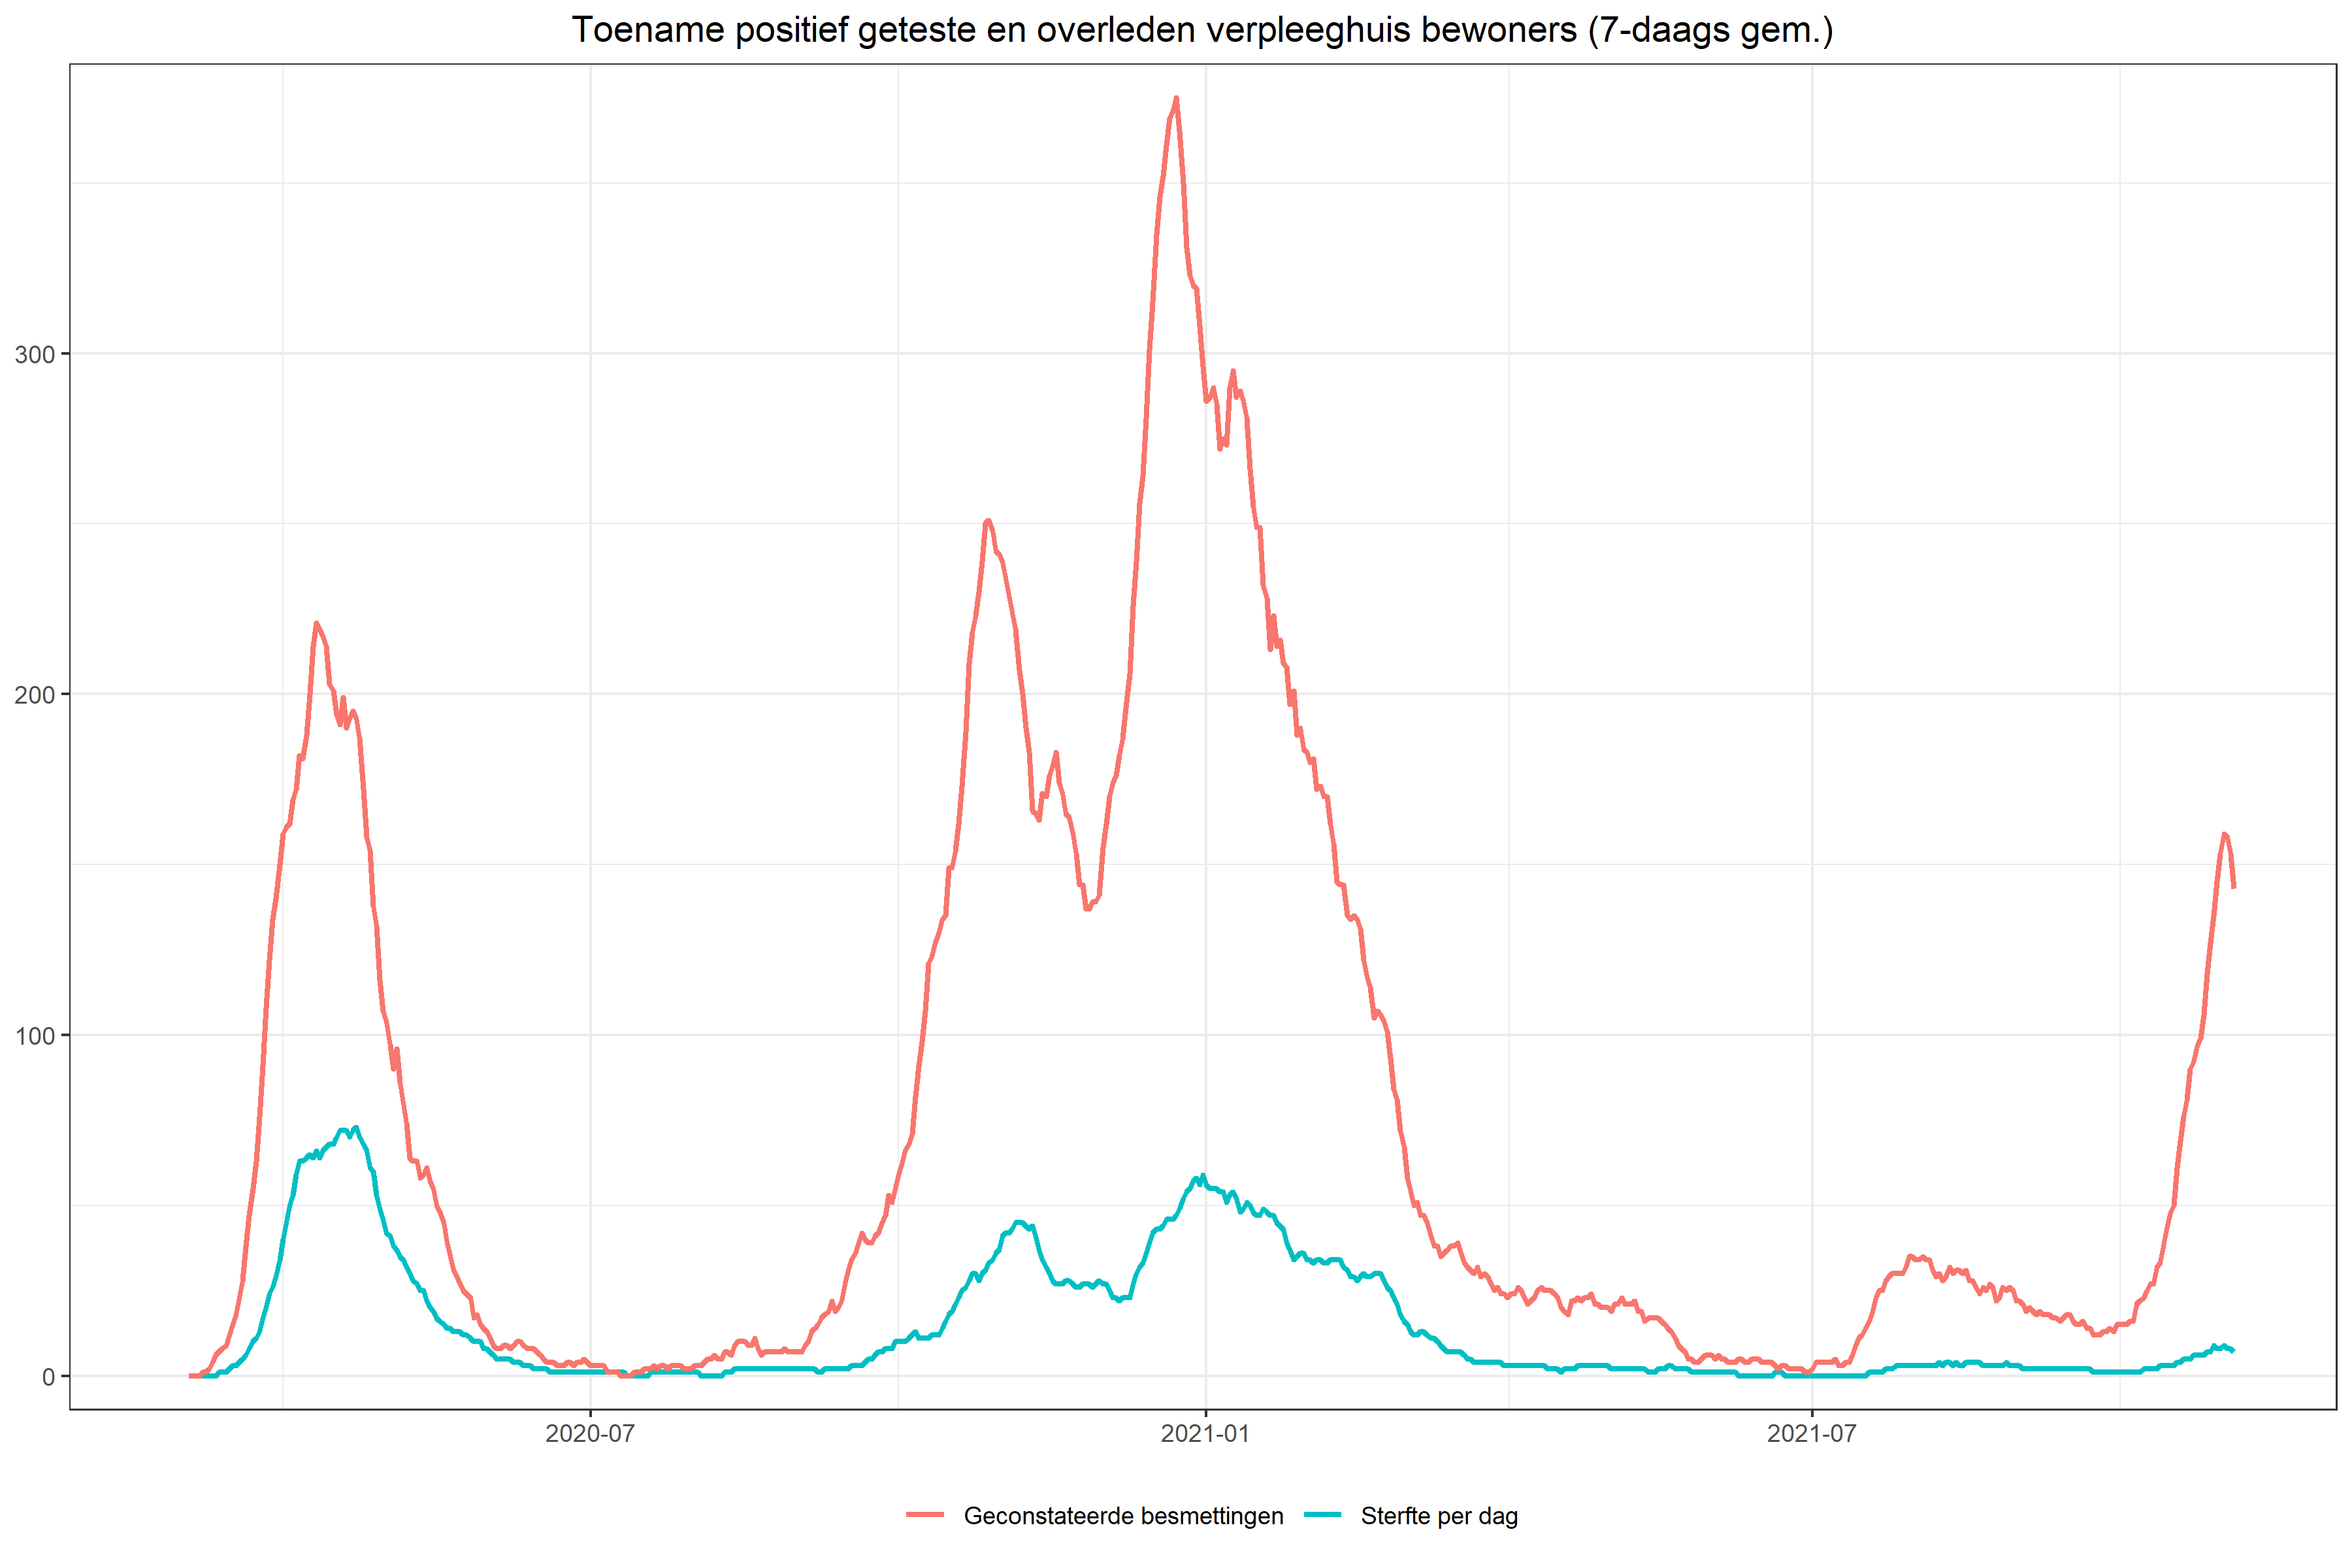 Toename positief geteste en overleden verpleeghuis bewoners (7-daags gem.)
300
200
100
0
2020-07
2021-01
2021-07
Geconstateerde besmettingen
Sterfte per dag